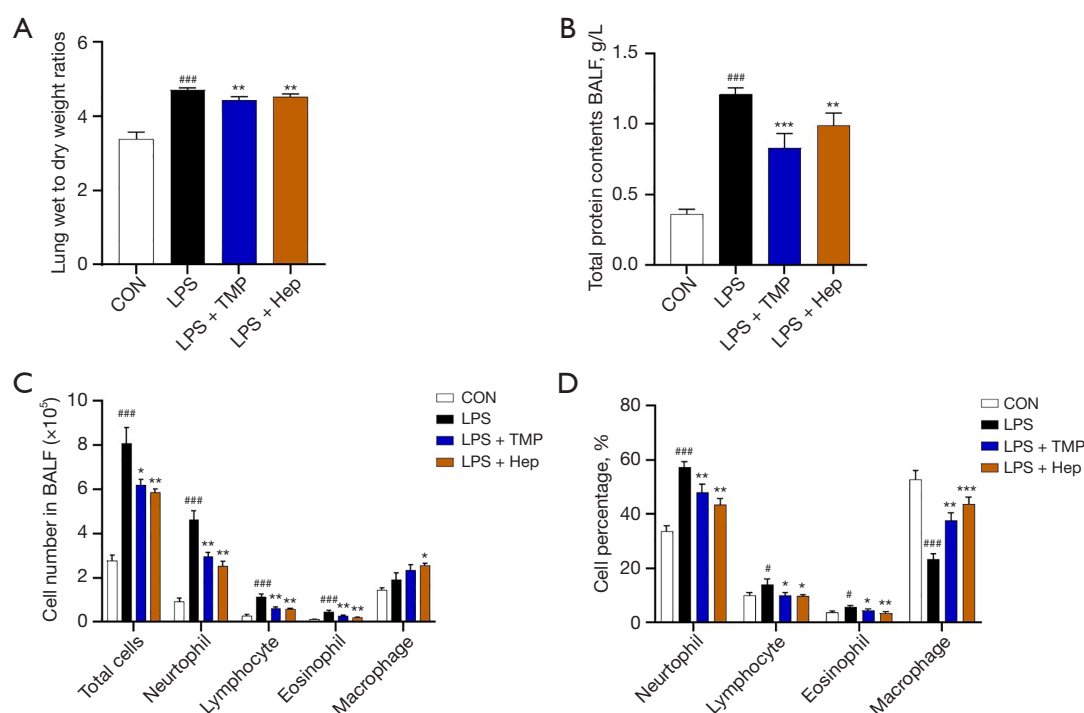 A
Lung wet to dry weight ratios
6
4
2
0
###
**
**
CON
LPS
LPS + TMP
LPS + Hep
B
Total protein contents BALF, g/L
1.5
1.0
0.5
0.0
###
***
**
CON
LPS
LPS + TMP
LPS + Hep
C
Cell number in BALF (×10⁵)
10
8
6
4
2
0
###
*
**
###
**
**
###
**
**
###
**
**
*
Total cells
Neurtophil
Lymphocyte
Eosinophil
Macrophage
CON
LPS
LPS + TMP
LPS + Hep
D
Cell percentage, %
80
60
40
20
0
###
**
**
#
*
*
#
*
**
###
**
***
Neurtophil
Lymphocyte
Eosinophil
Macrophage
CON
LPS
LPS + TMP
LPS + Hep